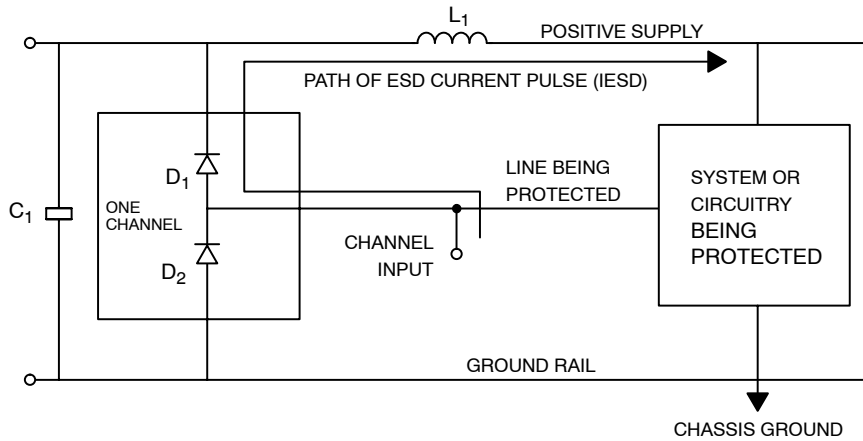 L1
POSITIVE SUPPLY
PATH OF ESD CURRENT PULSE (IESD)
D1
ONE
CHANNEL
D2
C1
LINE BEING
PROTECTED
CHANNEL
INPUT
SYSTEM OR
CIRCUITRY
BEING
PROTECTED
GROUND RAIL
CHASSIS GROUND